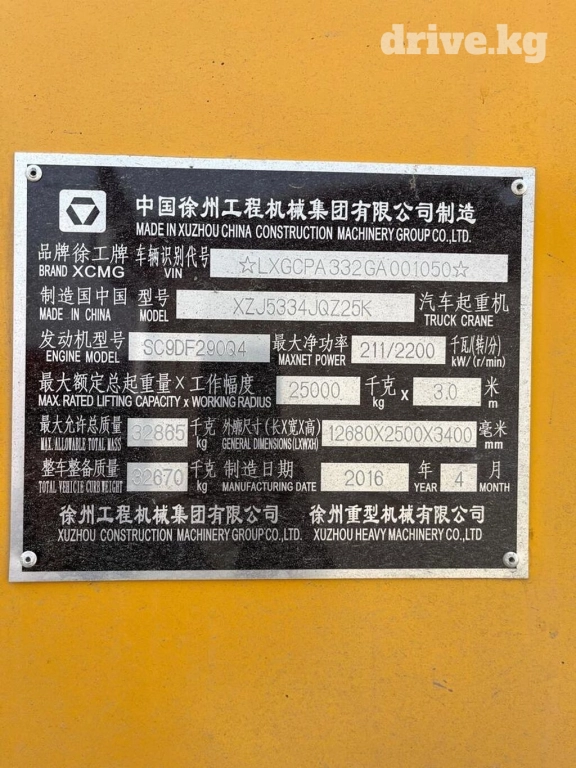 drive.kg
中国徐州工程机械集团有限公司制造
MADE IN XUZHOU CHINA CONSTRUCTION MACHINERY GROUP CO.,LTD.
品牌徐工牌 车辆识别代号 ☆LXGCPA332GA001050☆
BRAND XCMG VIN
制造国中国 型号 XZJ5334JQZ25K 汽车起重机
MADE IN CHINA MODEL TRUCK CRANE
发动机型号 SC9DF290Q4 最大净功率 211/2200 千瓦/(转/分)
ENGINE MODEL MAXNET POWER kW/(r/min)
最大额定总起重量×工作幅度 25000 千克 × 3.0 米
MAX. RATED LIFTING CAPACITY x WORKING RADIUS kg m
最大允许总质量 32865 千克 外廓尺寸(长X宽X高) 12680X2500X3400 毫米
MAX. ALLOWABLE TOTAL MASS kg GENERAL DIMENSIONS (LXWXH) mm
整车整备质量 32670 千克 制造日期 2016 年 4 月
TOTAL VEHICLE CURB WEIGHT kg MANUFACTURING DATE YEAR MONTH
徐州工程机械集团有限公司 徐州重型机械有限公司
XUZHOU CONSTRUCTION MACHINERY GROUP CO.,LTD. XUZHOU HEAVY MACHINERY CO.,LTD